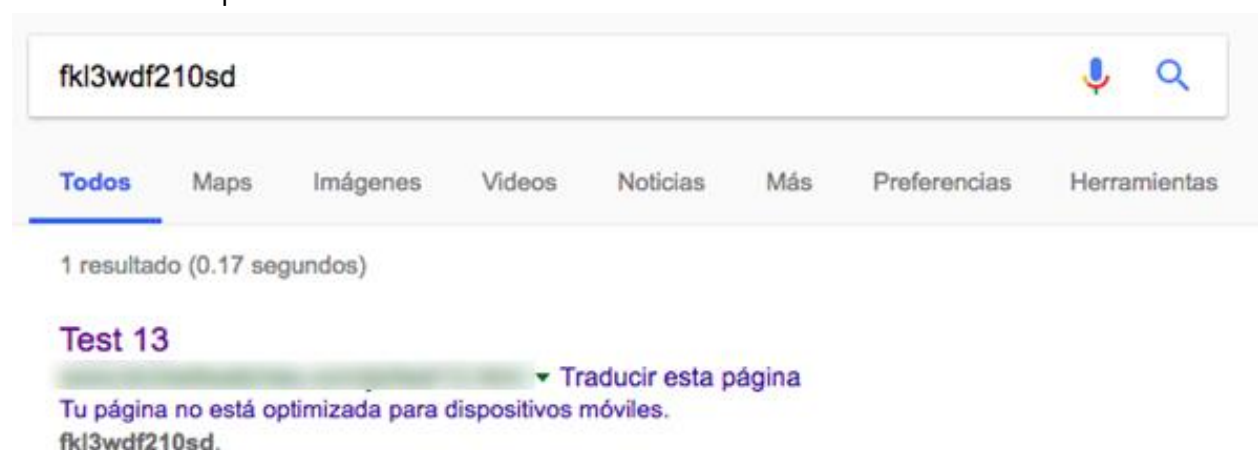 fkl3wdf210sd
Todos Maps Imágenes Videos Noticias Más Preferencias Herramientas
1 resultado (0.17 segundos)
Test 13
Traducir esta página
Tu página no está optimizada para dispositivos móviles.
fkl3wdf210sd.